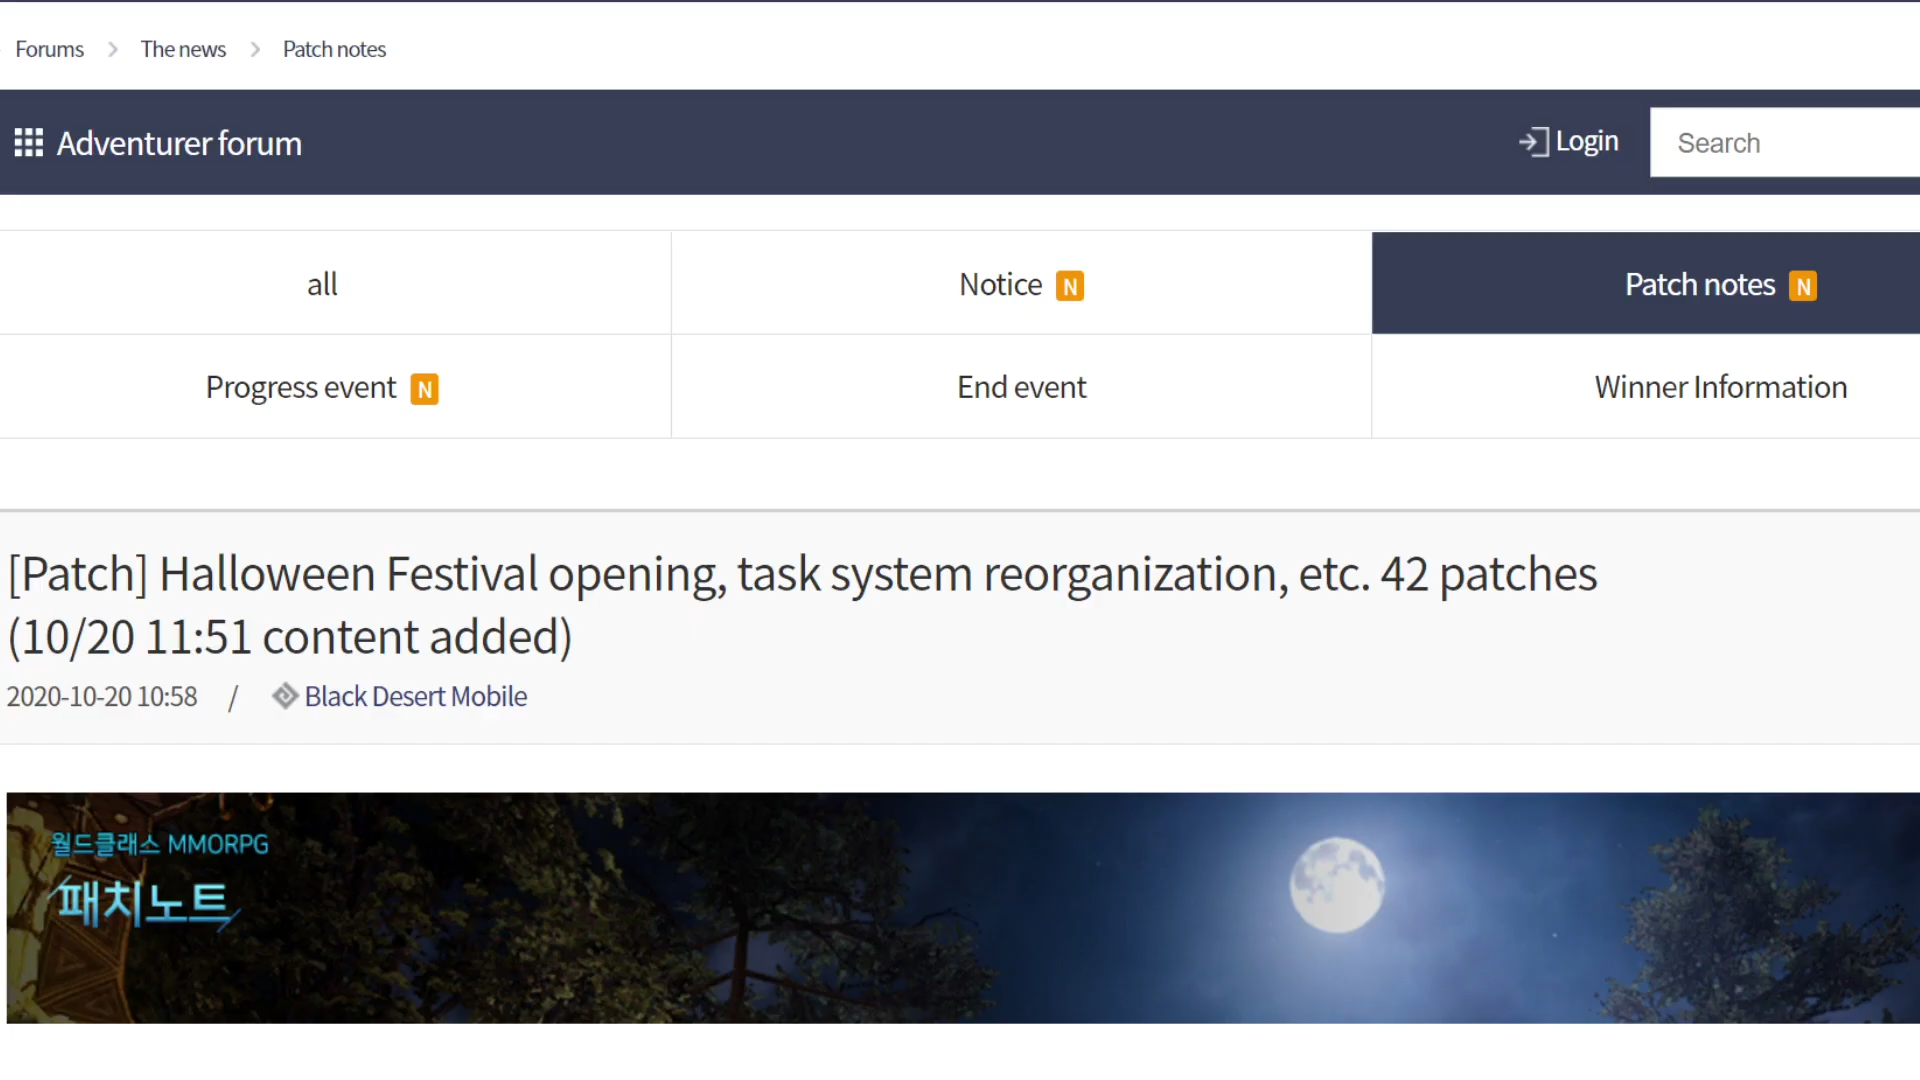 Forums > The news > Patch notes
Adventurer forum
Login
Search
all
Notice N
Patch notes N
Progress event N
End event
Winner Information
[Patch] Halloween Festival opening, task system reorganization, etc. 42 patches
(10/20 11:51 content added)
2020-10-20 10:58 / Black Desert Mobile
월드클래스 MMORPG
패치노트